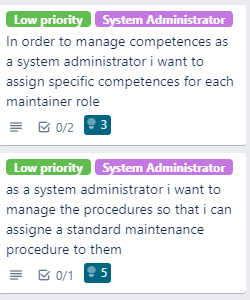 Low priority System Administrator
In order to manage competences as
a system administrator i want to
assign specific competences for each
maintainer role
0/2 3
Low priority System Administrator
as a system administrator i want to
manage the procedures so that i can
assigne a standard maintenance
procedure to them
0/1 5